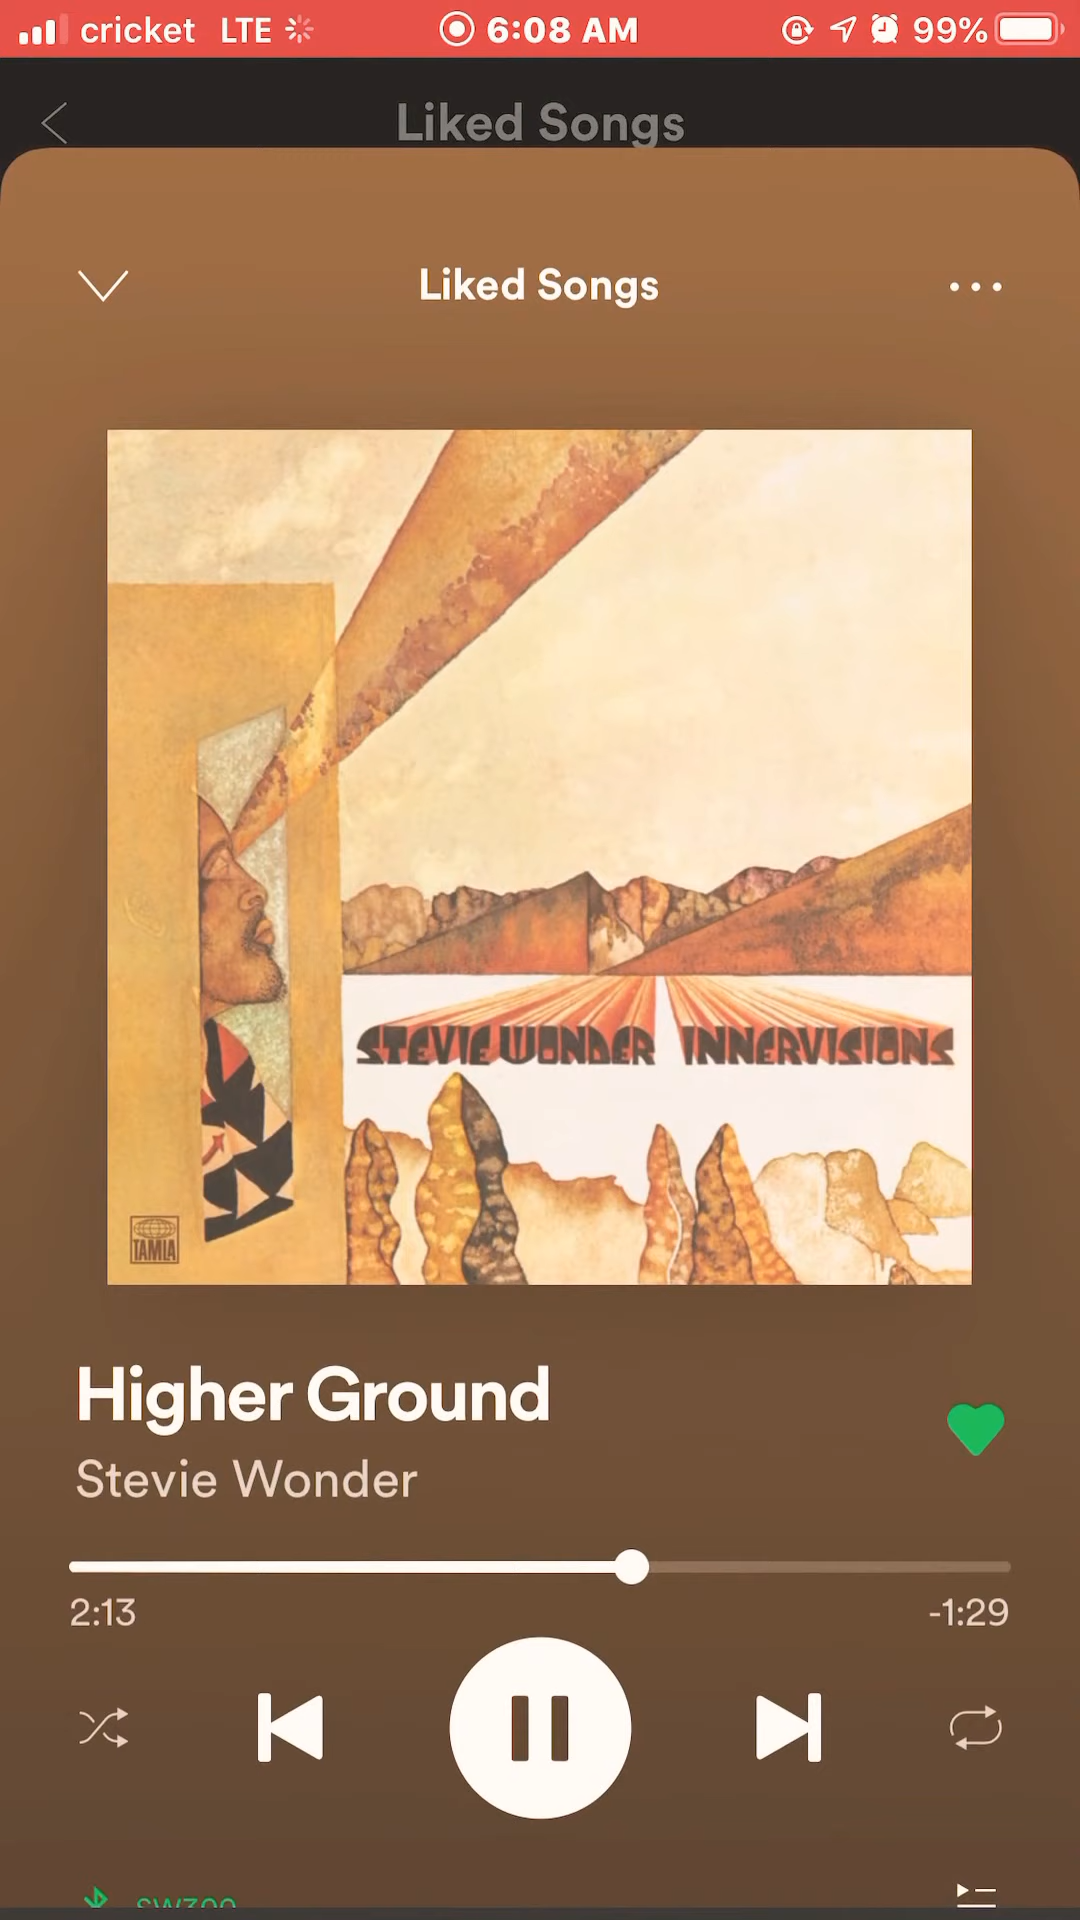 cricket LTE 6:08 AM 99%
Liked Songs
Liked Songs
STEVIE WONDER INNERVISIONS
TAMLA
Higher Ground
Stevie Wonder
2:13 -1:29